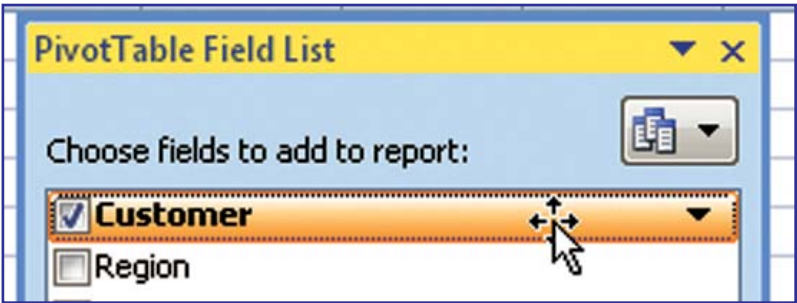 PivotTable Field List
Choose fields to add to report:
Customer
Region